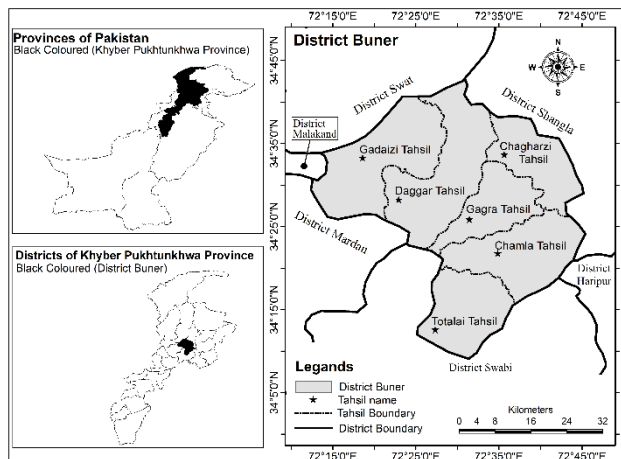 Provinces of Pakistan
Black Coloured (Khyber Pukhtunkhwa Province)
Districts of Khyber Pukhtunkhwa Province
Black Coloured (District Buner)
72°15'0"E 72°25'0"E 72°35'0"E 72°45'0"E
District Buner
N
W E
S
34°45'0"N
34°35'0"N
34°25'0"N
34°15'0"N
34°5'0"N
District Swat
District Shangla
District
Malakand
Gadaizi Tahsil
Chagharzi
Tahsil
Daggar Tahsil
Gagra Tahsil
District Mardan
Chamla Tahsil
District
Haripur
Totalai Tahsil
District Swabi
Legands
District Buner
Tahsil name
Tahsil Boundary
District Boundary
Kilometers
0 4 8 16 24 32
72°15'0"E 72°25'0"E 72°35'0"E 72°45'0"E